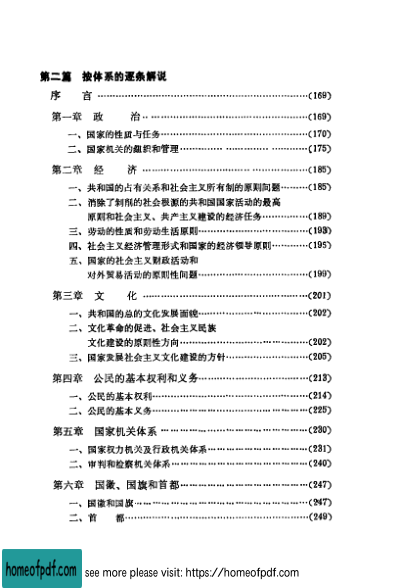 第二篇　按体系的逐条解说
序　言……………………………………(169)
第一章　政　治……………………………………(169)
一、国家的性质与任务……………………………(170)
二、国家机关的组织和管理………………………(175)
第二章　经　济……………………………………(185)
一、共和国的占有关系和社会主义所有制的原则问题………(185)
二、消除了剥削的社会根源的共和国国家活动的最高
原则和社会主义、共产主义建设的经济任务…………(189)
三、劳动的性质和劳动生活原则……………………(193)
四、社会主义经济管理形式和国家的经济领导原则………(195)
五、国家的社会主义财政活动和
对外贸易活动的原则性问题……………………(199)
第三章　文　化……………………………………(201)
一、共和国的总的文化发展面貌……………………(202)
二、文化革命的促进、社会主义民族
文化建设的原则性方向…………………………(202)
三、国家发展社会主义文化建设的方针………………(205)
第四章　公民的基本权利和义务……………………(213)
一、公民的基本权利………………………………(214)
二、公民的基本义务………………………………(225)
第五章　国家机关体系……………………………(230)
一、国家权力机关及行政机关体系…………………(231)
二、审判和检察机关体系…………………………(240)
第六章　国徽、国旗和首都…………………………(247)
一、国徽和国旗……………………………………(247)
二、首　都…………………………………………(249)
homeofpdf.com
see more please visit: https://homeofpdf.com